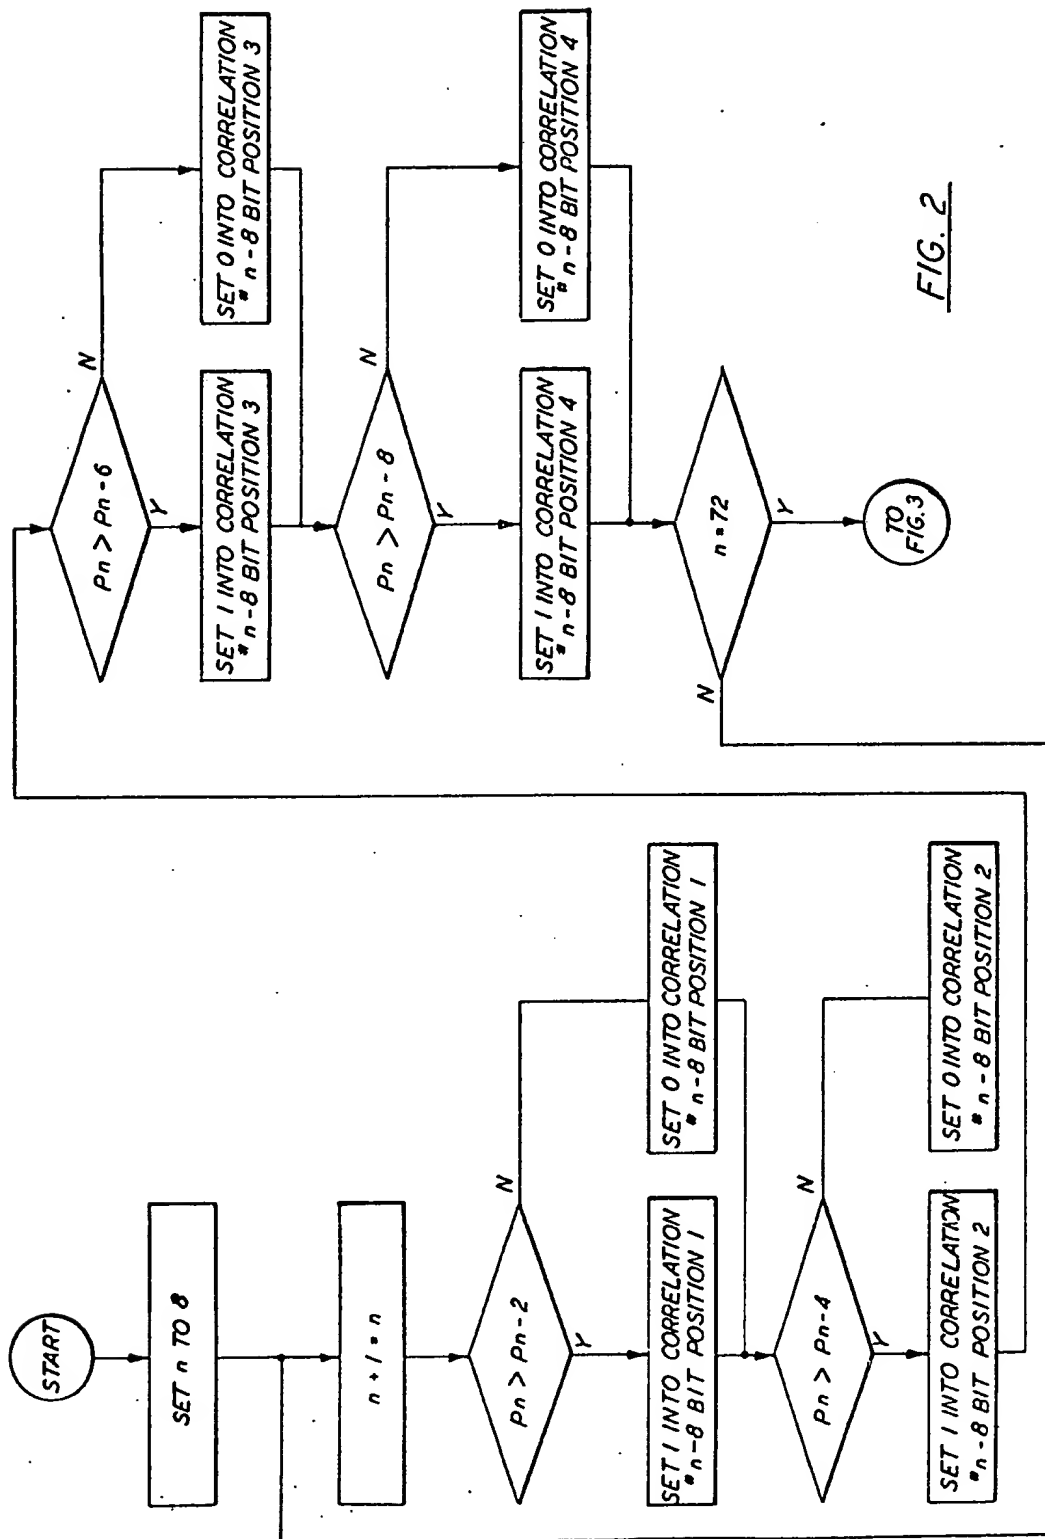 START
SET n TO 8
n + 1 = n
Pn > Pn-2
N
Y
SET 1 INTO CORRELATION
# n-8 BIT POSITION 1
SET 0 INTO CORRELATION
# n-8 BIT POSITION 1
Pn > Pn-4
N
Y
SET 1 INTO CORRELATION
# n-8 BIT POSITION 2
SET 0 INTO CORRELATION
# n-8 BIT POSITION 2
Pn > Pn-6
N
Y
SET 1 INTO CORRELATION
# n-8 BIT POSITION 3
SET 0 INTO CORRELATION
# n-8 BIT POSITION 3
Pn > Pn-8
N
Y
SET 1 INTO CORRELATION
# n-8 BIT POSITION 4
SET 0 INTO CORRELATION
# n-8 BIT POSITION 4
n = 72
N
Y
TO
FIG. 3
FIG. 2